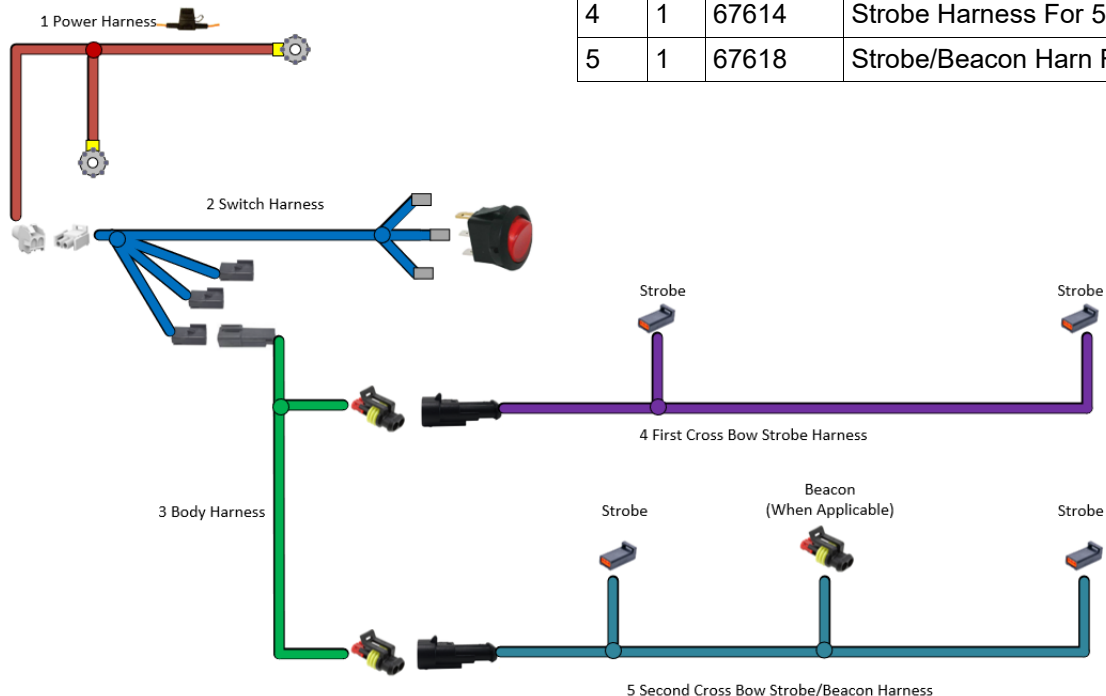 1 Power Harness
4 1 67614 Strobe Harness For 5
5 1 67618 Strobe/Beacon Harn
2 Switch Harness
Strobe
Strobe
4 First Cross Bow Strobe Harness
3 Body Harness
Strobe
Beacon
(When Applicable)
Strobe
5 Second Cross Bow Strobe/Beacon Harness